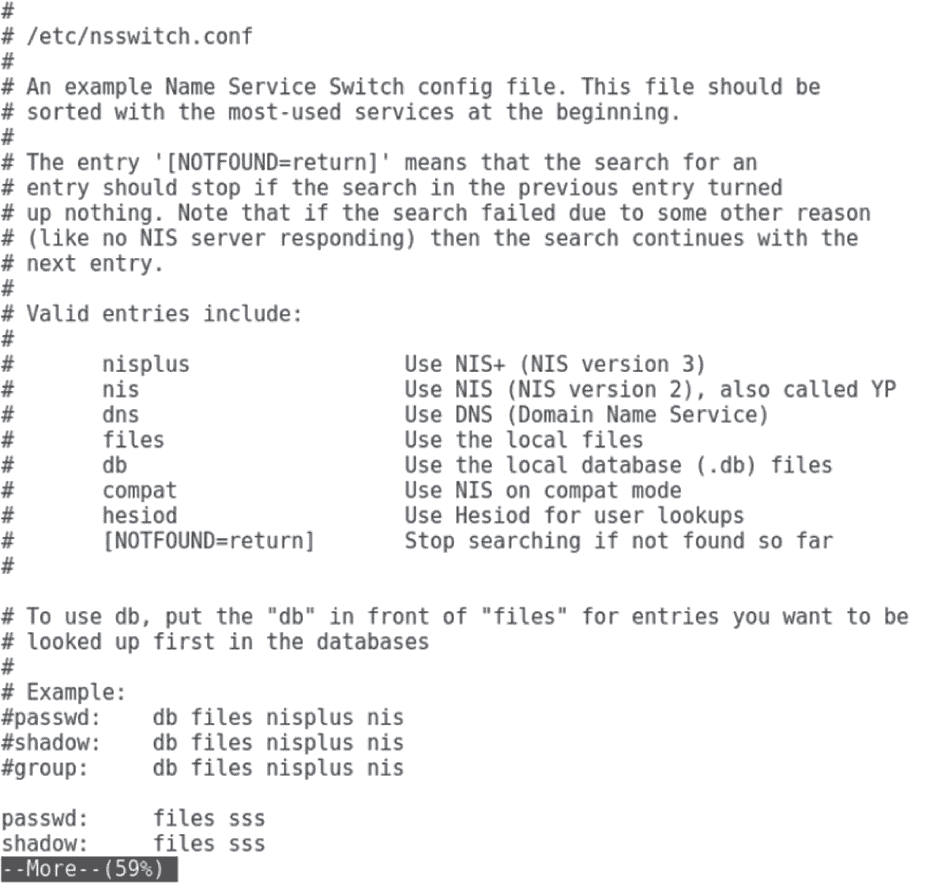 #
# /etc/nsswitch.conf
#
# An example Name Service Switch config file. This file should be
# sorted with the most-used services at the beginning.
#
# The entry '[NOTFOUND=return]' means that the search for an
# entry should stop if the search in the previous entry turned
# up nothing. Note that if the search failed due to some other reason
# (like no NIS server responding) then the search continues with the
# next entry.
#
# Valid entries include:
#
#       nisplus                 Use NIS+ (NIS version 3)
#       nis                     Use NIS (NIS version 2), also called YP
#       dns                     Use DNS (Domain Name Service)
#       files                   Use the local files
#       db                      Use the local database (.db) files
#       compat                  Use NIS on compat mode
#       hesiod                  Use Hesiod for user lookups
#       [NOTFOUND=return]       Stop searching if not found so far
#
# To use db, put the "db" in front of "files" for entries you want to be
# looked up first in the databases
#
# Example:
#passwd:    db files nisplus nis
#shadow:    db files nisplus nis
#group:     db files nisplus nis
passwd:     files sss
shadow:     files sss
--More--(59%)